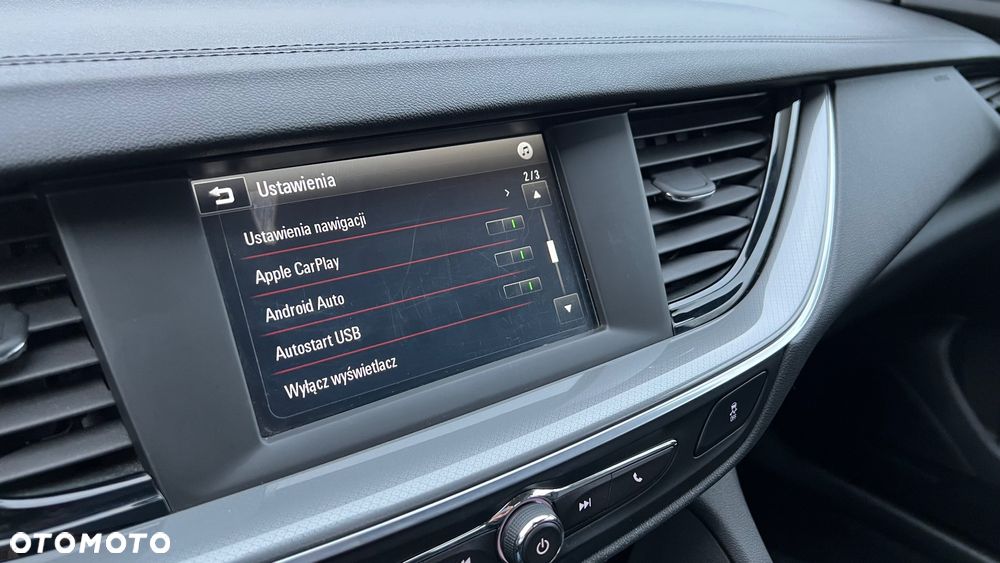 Ustawienia
2/3
Ustawienia nawigacji
Apple CarPlay
Android Auto
Autostart USB
Wyłącz wyświetlacz
OTOMOTO